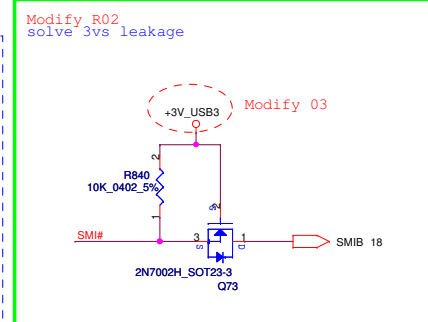 Modify R02
solve 3vs leakage
+3V_USB3
Modify 03
2
R840
10K_0402_5%
1
2
G
SMI#
3
S
1
D
SMIB 18
2N7002H_SOT23-3
Q73